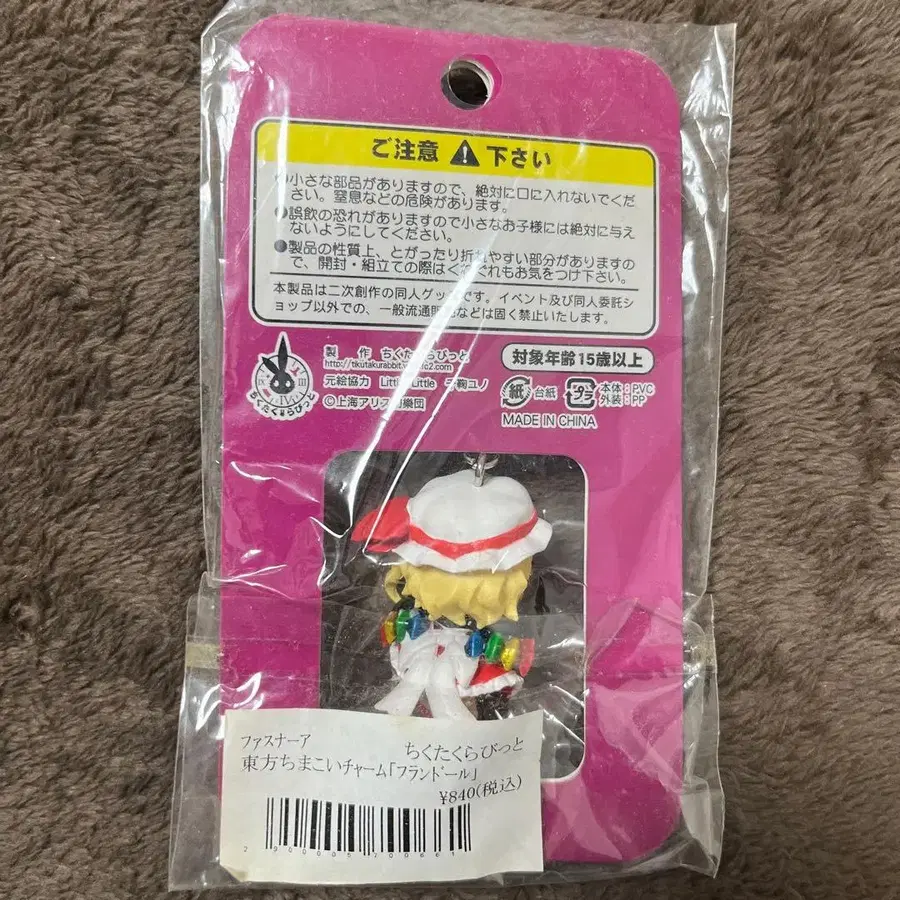 ご注意 下さい
●小さな部品がありますので、絶対に口に入れないでくだ
さい。窒息などの危険があります。
●誤飲の恐れがありますので小さなお子様には絶対に与え
ないようにしてください。
●製品の性質上、とがったり折れやすい部分がありますの
で、開封・組立ての際はくれぐれもお気をつけ下さい。
本製品は二次創作の同人グッズです。イベント及び同人委託シ
ョップ以外での、一般流通販売などは固く禁止いたします。
製 作 ちくたくらびっと
元絵協力 Little Little
©上海アリス幻樂団
ちくたくらびっと
対象年齢15歳以上
紙 台紙 プラ 本体:PVC
外装:PP
MADE IN CHINA
ファスナーア ちくたくらびっと
東方ちまこいチャーム「フランドール」
¥840(税込)